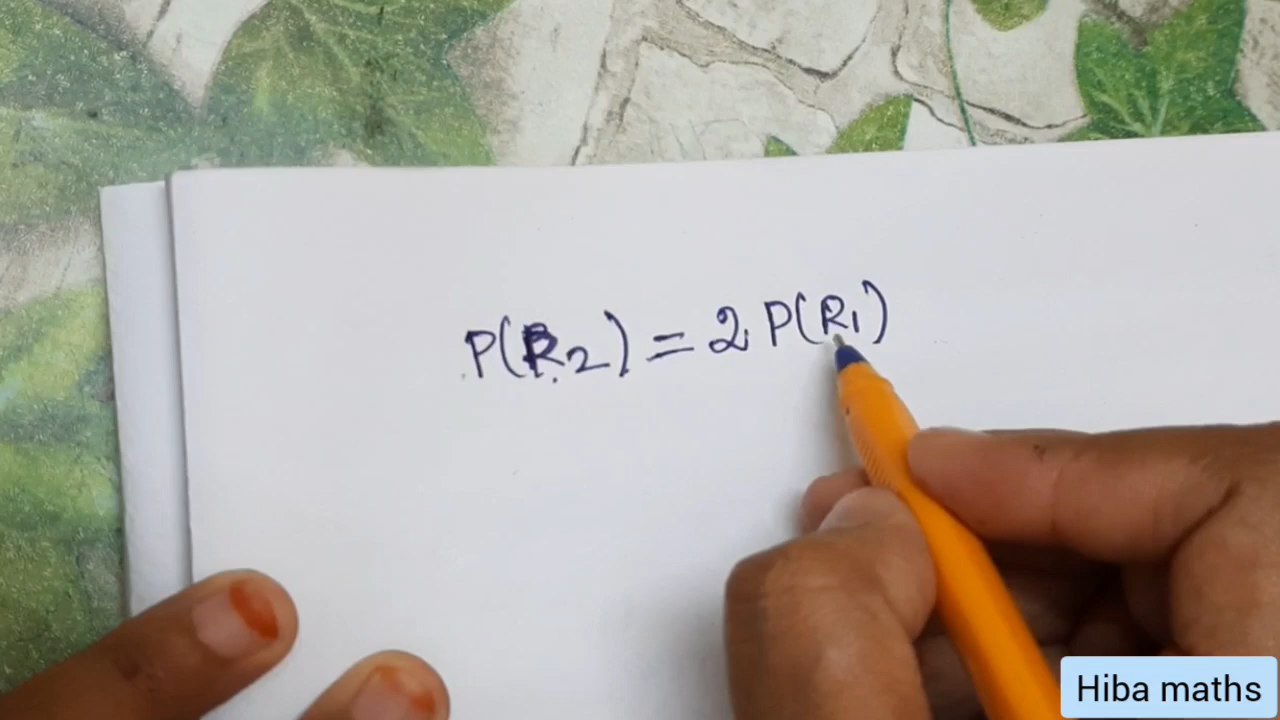 P(R2) = 2 P(R1)
Hiba maths